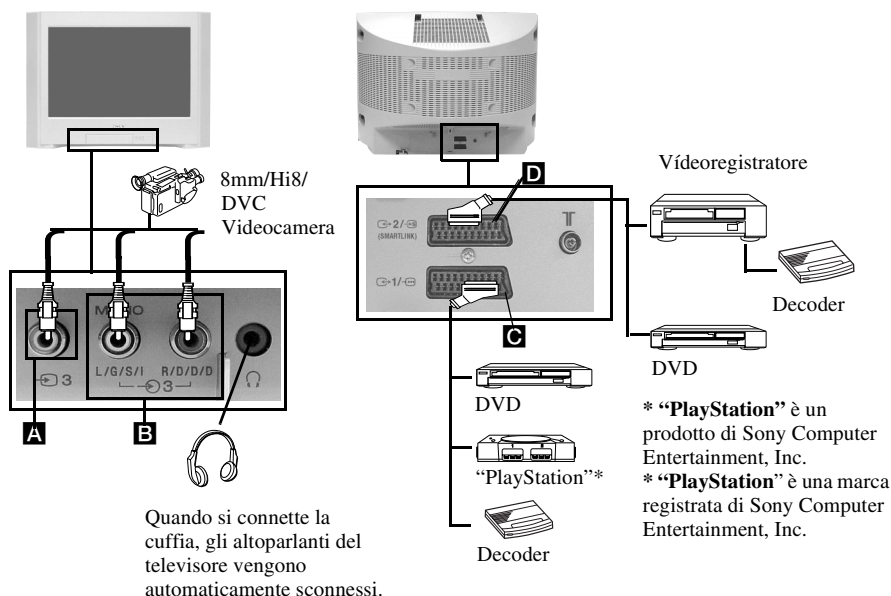 8mm/Hi8/
DVC
Videocamera
MONO
L/G/S/I R/D/D/D
3
3
A
B
Quando si connette la
cuffia, gli altoparlanti del
televisore vengono
automaticamente sconnessi.
D
2/
(SMARTLINK)
1/
C
DVD
“PlayStation”*
Decoder
Vídeoregistratore
Decoder
DVD
* “PlayStation” è un
prodotto di Sony Computer
Entertainment, Inc.
* “PlayStation” è una marca
registrata di Sony Computer
Entertainment, Inc.